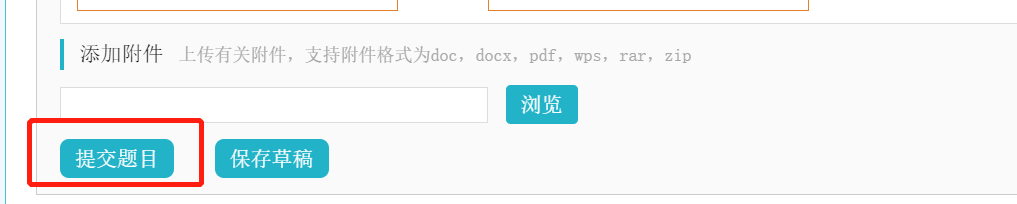 添加附件 上传有关附件，支持附件格式为doc，docx，pdf，wps，rar，zip
浏览
提交题目 保存草稿